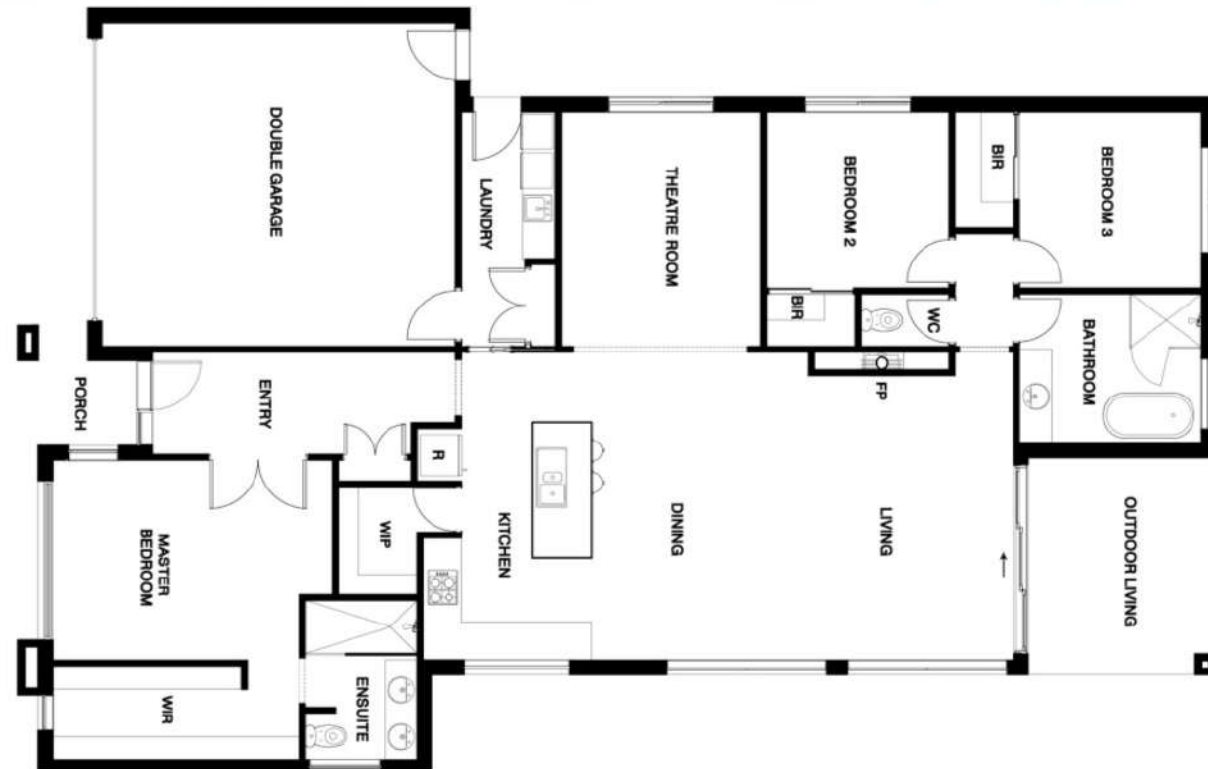 DOUBLE GARAGE
LAUNDRY
THEATRE ROOM
BEDROOM 2
BIR
BEDROOM 3
BIR
WC
BATHROOM
PORCH
ENTRY
FP
R
WIP
KITCHEN
DINING
LIVING
OUTDOOR LIVING
MASTER
BEDROOM
WIR
ENSUITE